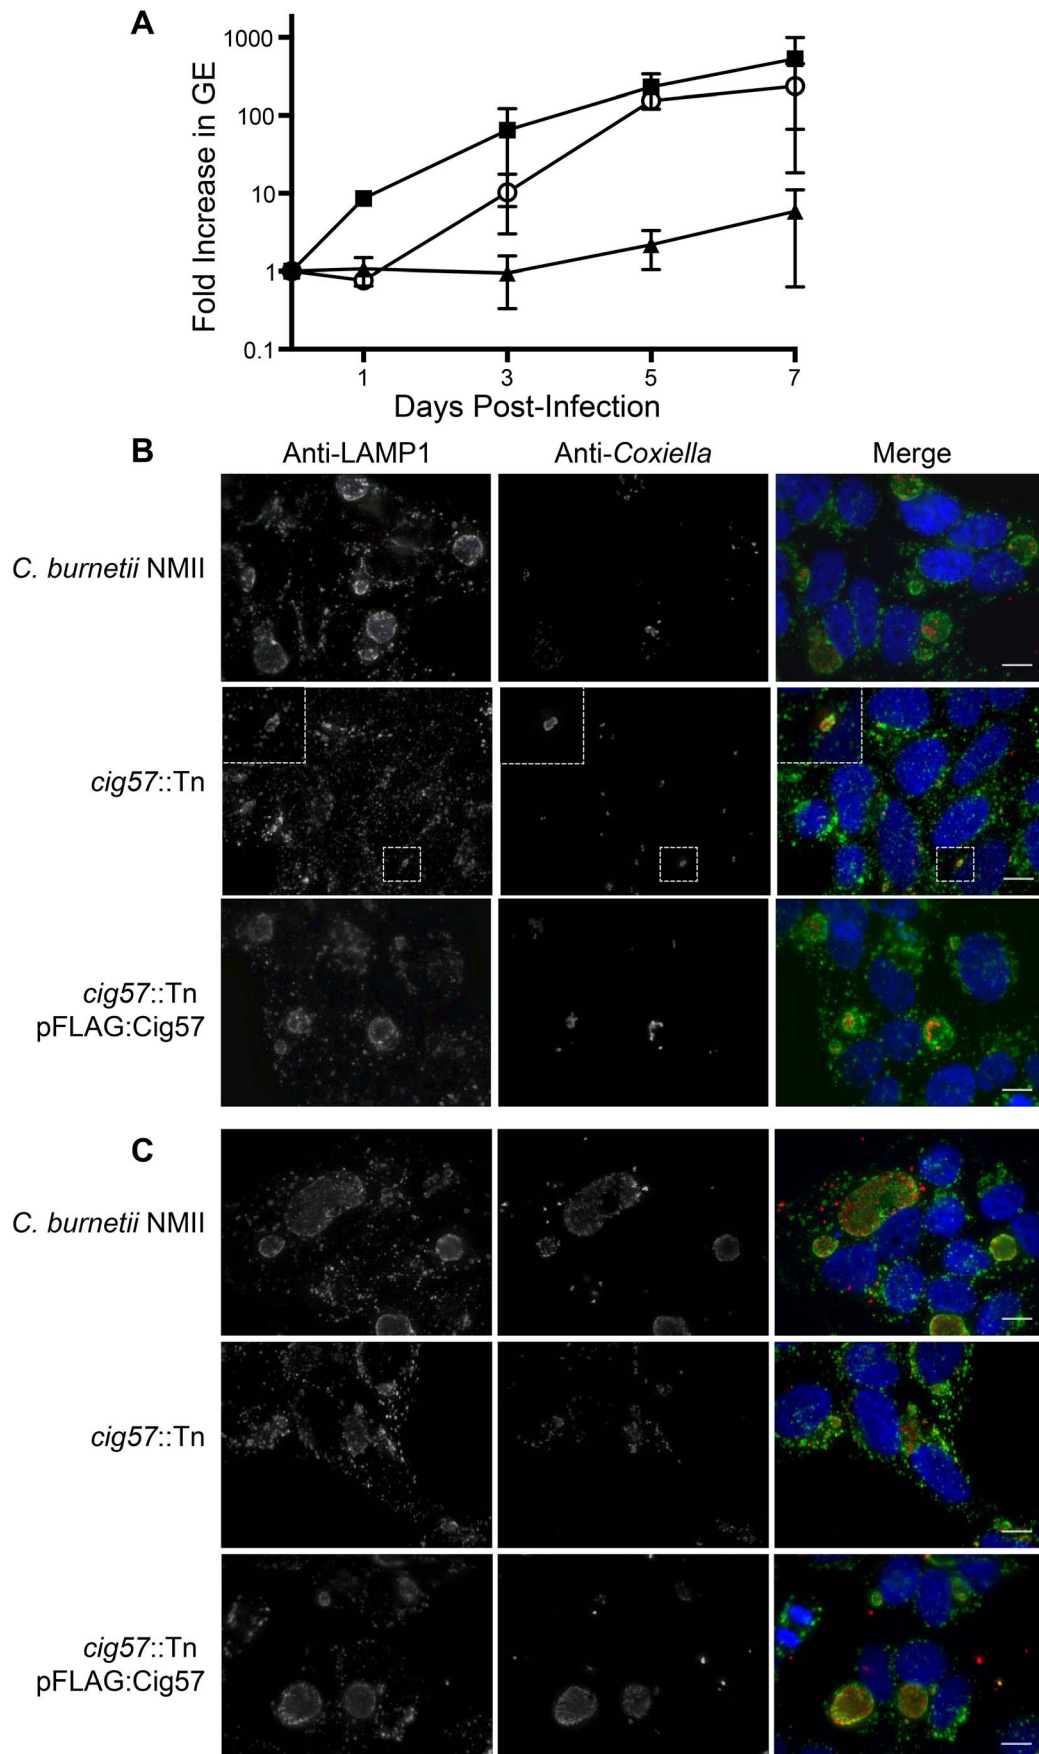 A
Fold Increase in GE
1000
100
10
1
0.1
1 3 5 7
Days Post-Infection
B
Anti-LAMP1 Anti-Coxiella Merge
C. burnetii NMII
cig57::Tn
cig57::Tn
pFLAG:Cig57
C
C. burnetii NMII
cig57::Tn
cig57::Tn
pFLAG:Cig57